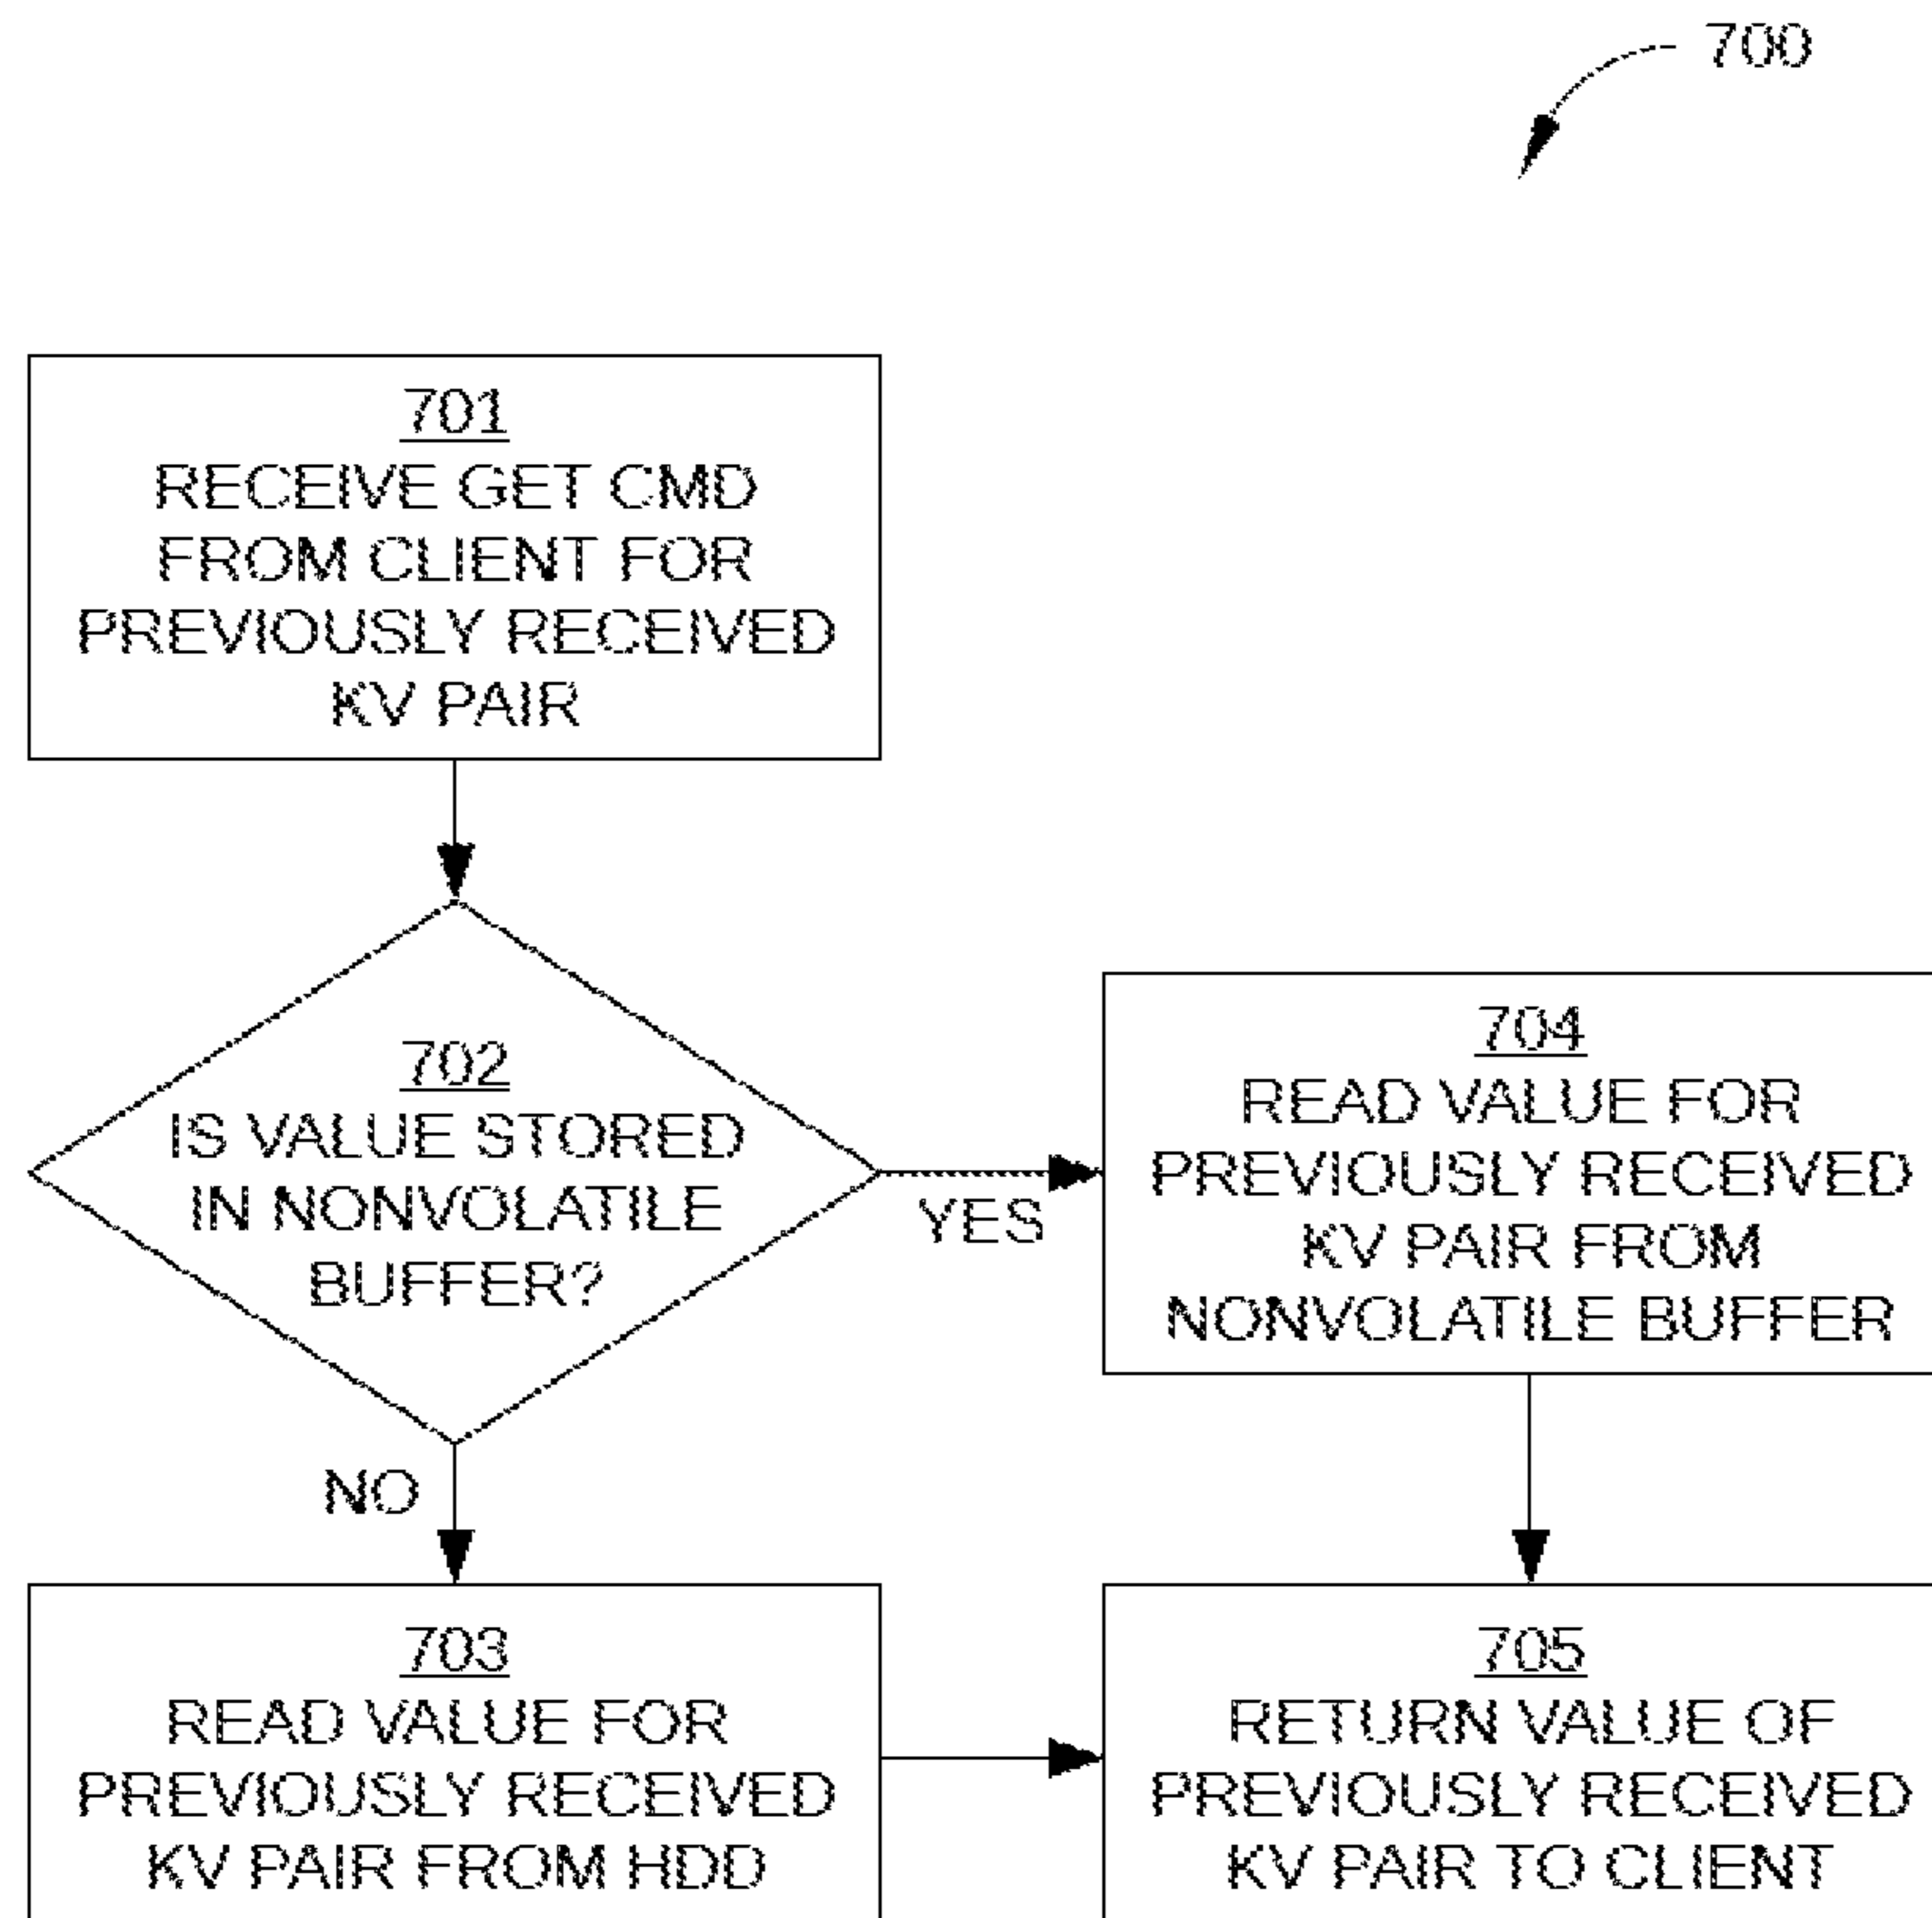 700
701
RECEIVE GET CMD
FROM CLIENT FOR
PREVIOUSLY RECEIVED
KV PAIR
702
IS VALUE STORED
IN NONVOLATILE
BUFFER?
YES
NO
704
READ VALUE FOR
PREVIOUSLY RECEIVED
KV PAIR FROM
NONVOLATILE BUFFER
703
READ VALUE FOR
PREVIOUSLY RECEIVED
KV PAIR FROM HDD
705
RETURN VALUE OF
PREVIOUSLY RECEIVED
KV PAIR TO CLIENT